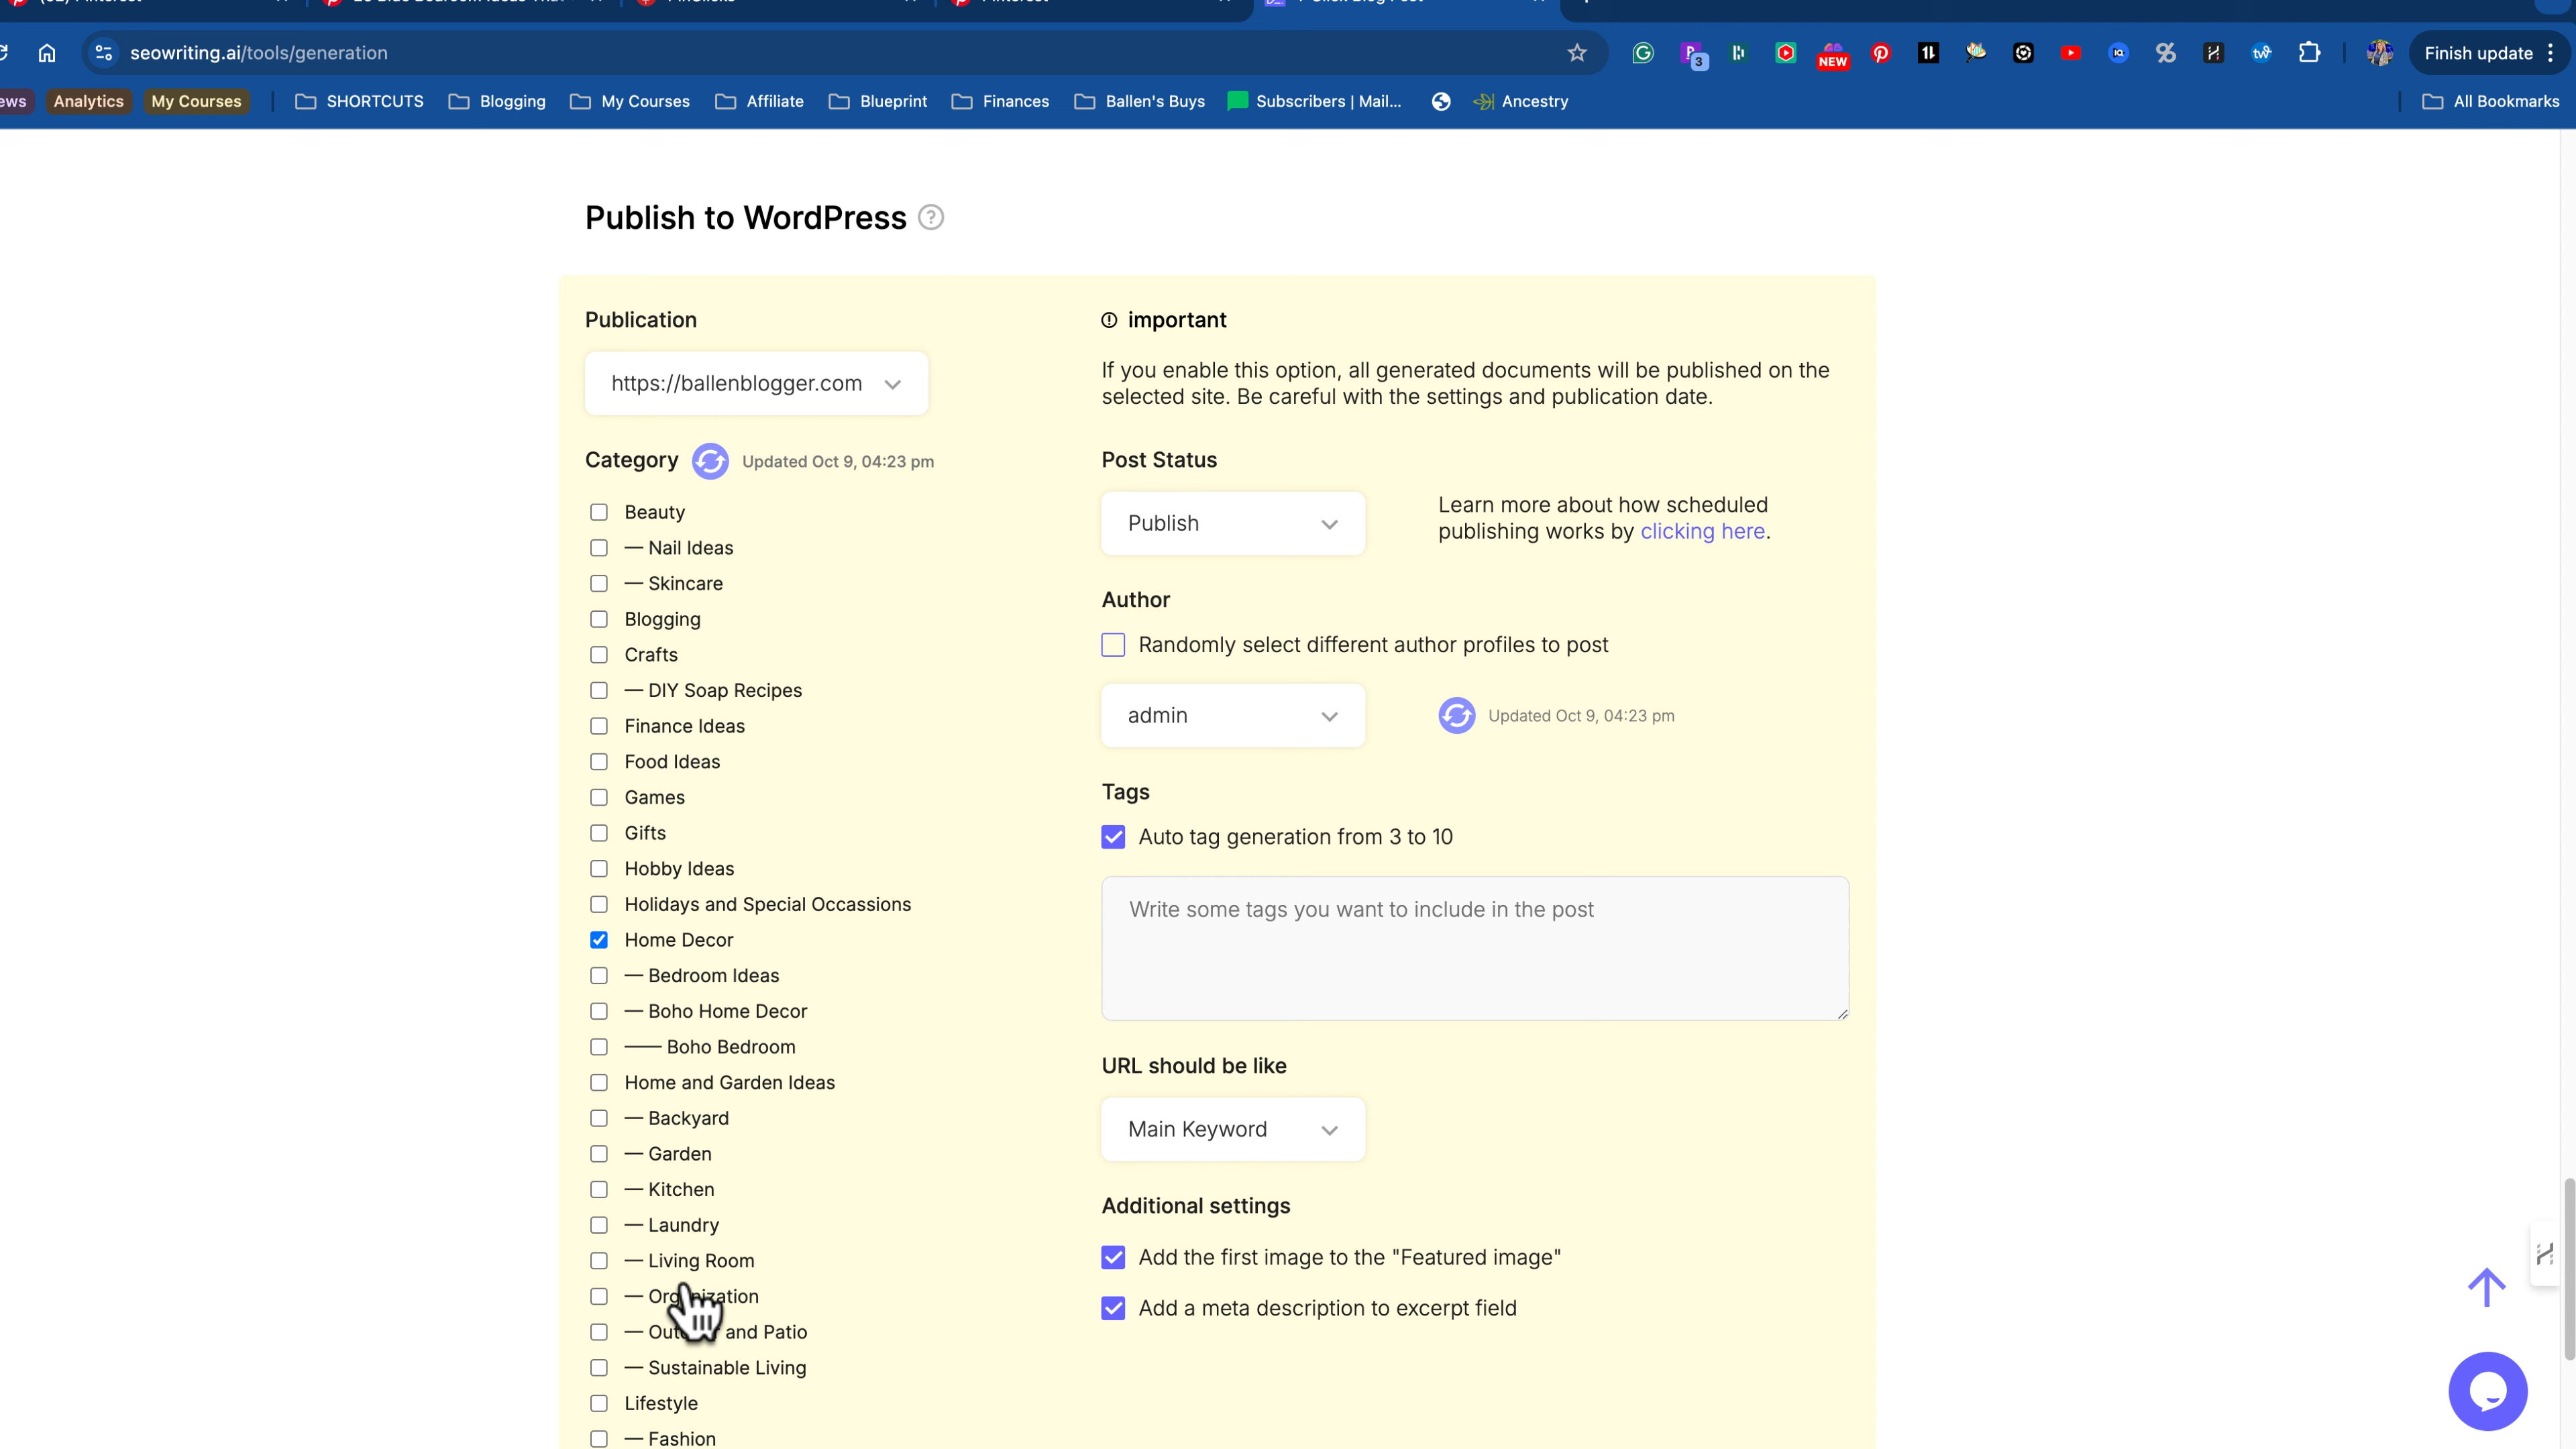 seowriting.ai/tools/generation
3
NEW
Finish update
ews
Analytics
My Courses
SHORTCUTS
Blogging
My Courses
Affiliate
Blueprint
Finances
Ballen's Buys
Subscribers | Mail...
Ancestry
All Bookmarks
Publish to WordPress ?
Publication
important
https://ballenblogger.com
If you enable this option, all generated documents will be published on the
selected site. Be careful with the settings and publication date.
Category
Updated Oct 9, 04:23 pm
Post Status
Beauty
— Nail Ideas
— Skincare
Blogging
Crafts
— DIY Soap Recipes
Finance Ideas
Food Ideas
Games
Gifts
Hobby Ideas
Holidays and Special Occassions
Home Decor
— Bedroom Ideas
— Boho Home Decor
—— Boho Bedroom
Home and Garden Ideas
— Backyard
— Garden
— Kitchen
— Laundry
— Living Room
— Organization
— Outdoor and Patio
— Sustainable Living
Lifestyle
— Fashion
Publish
Learn more about how scheduled
publishing works by clicking here.
Author
Randomly select different author profiles to post
admin
Updated Oct 9, 04:23 pm
Tags
Auto tag generation from 3 to 10
Write some tags you want to include in the post
URL should be like
Main Keyword
Additional settings
Add the first image to the "Featured image"
Add a meta description to excerpt field